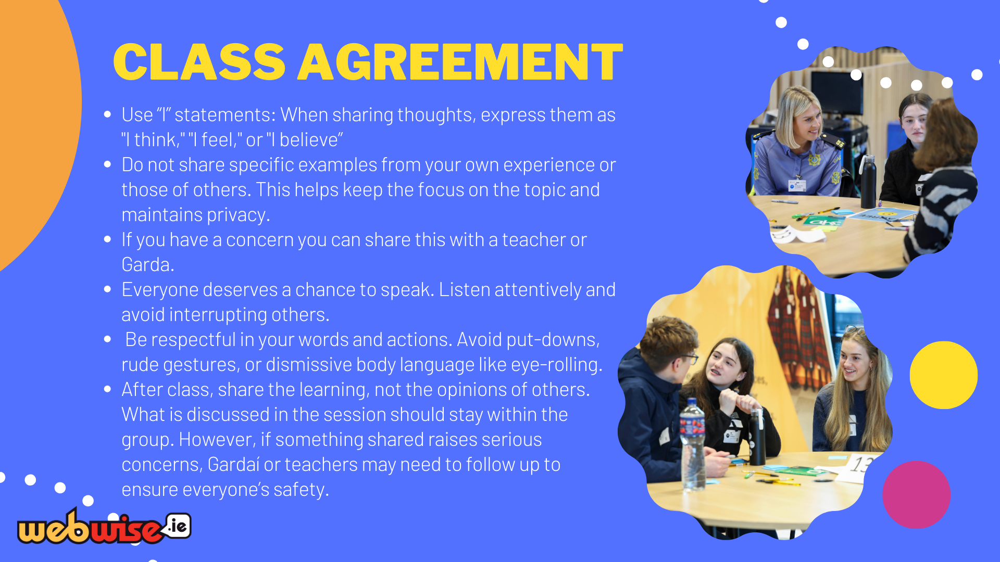 CLASS AGREEMENT
• Use “I” statements: When sharing thoughts, express them as
"I think," "I feel," or "I believe”
• Do not share specific examples from your own experience or
those of others. This helps keep the focus on the topic and
maintains privacy.
• If you have a concern you can share this with a teacher or
Garda.
• Everyone deserves a chance to speak. Listen attentively and
avoid interrupting others.
• Be respectful in your words and actions. Avoid put-downs,
rude gestures, or dismissive body language like eye-rolling.
• After class, share the learning, not the opinions of others.
What is discussed in the session should stay within the
group. However, if something shared raises serious
concerns, Gardaí or teachers may need to follow up to
ensure everyone’s safety.
webwise.ie
13